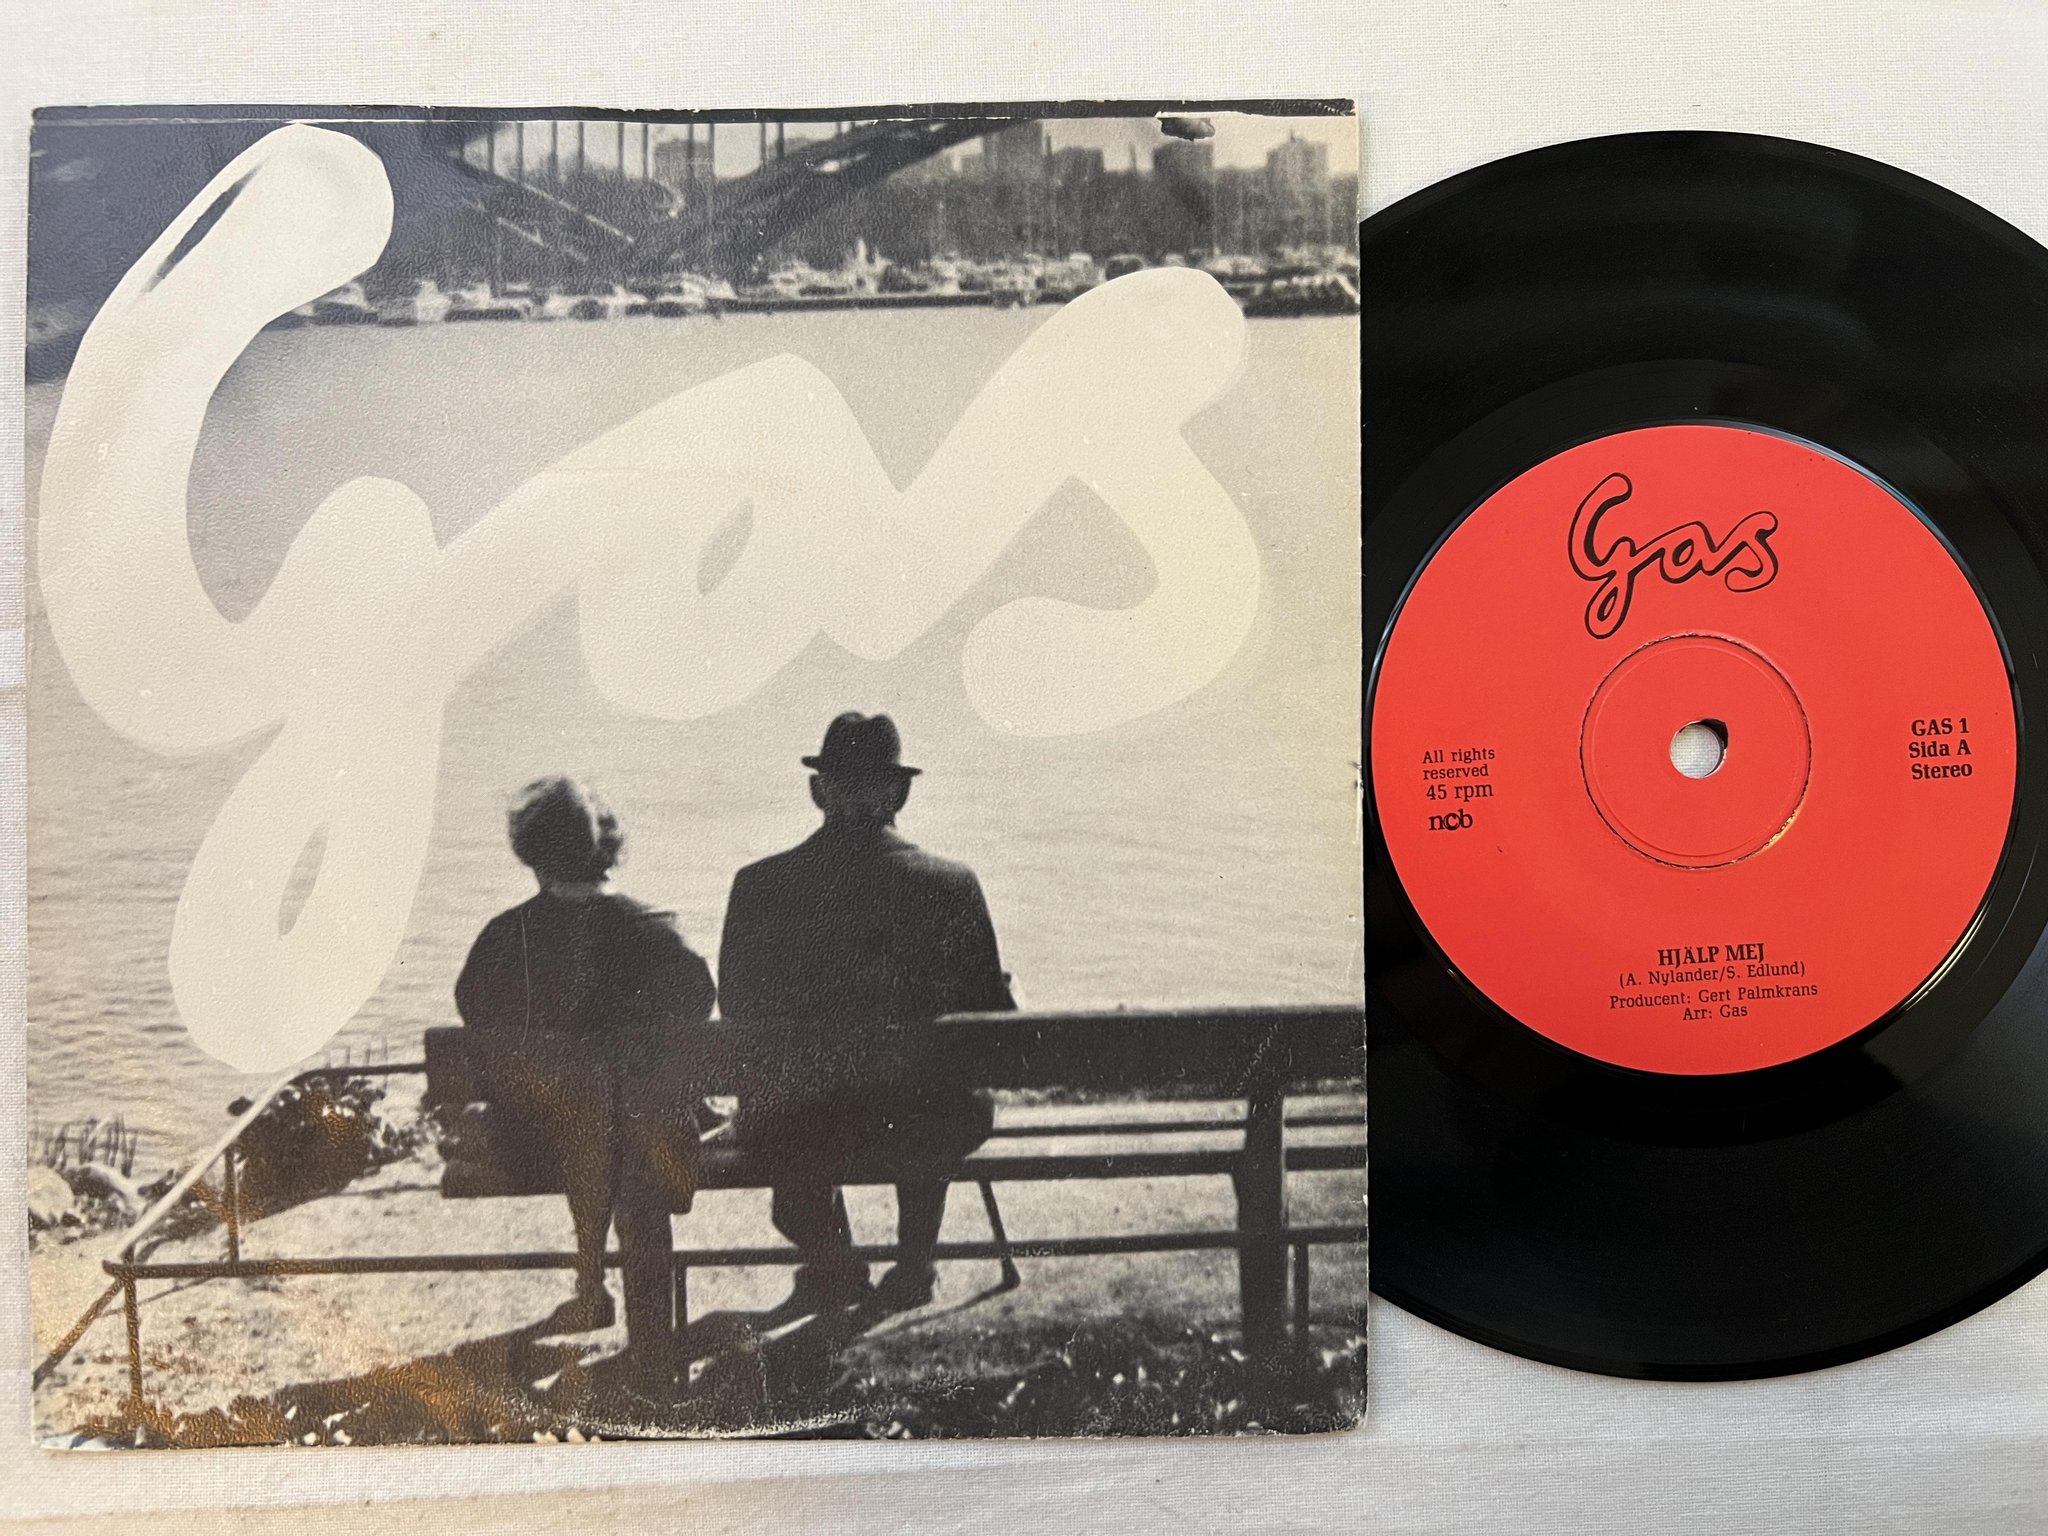 Gas
Gas
All rights
reserved
45 rpm
ncb
GAS 1
Sida A
Stereo
HJÄLP MEJ
(A. Nylander/S. Edlund)
Producent: Gert Palmkrans
Arr: Gas